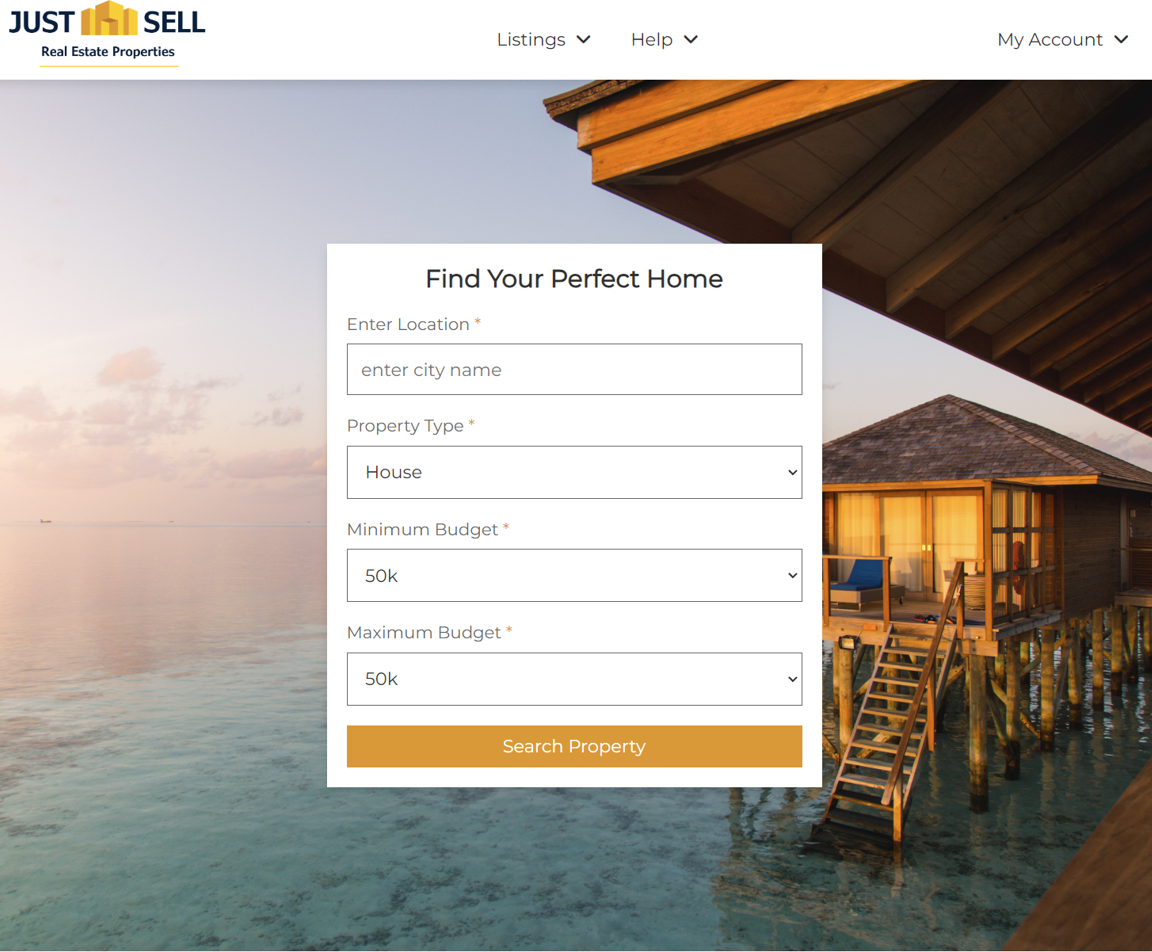 JUST SELL
Real Estate Properties
Listings Help My Account
Find Your Perfect Home
Enter Location *
enter city name
Property Type *
House
Minimum Budget *
50k
Maximum Budget *
50k
Search Property